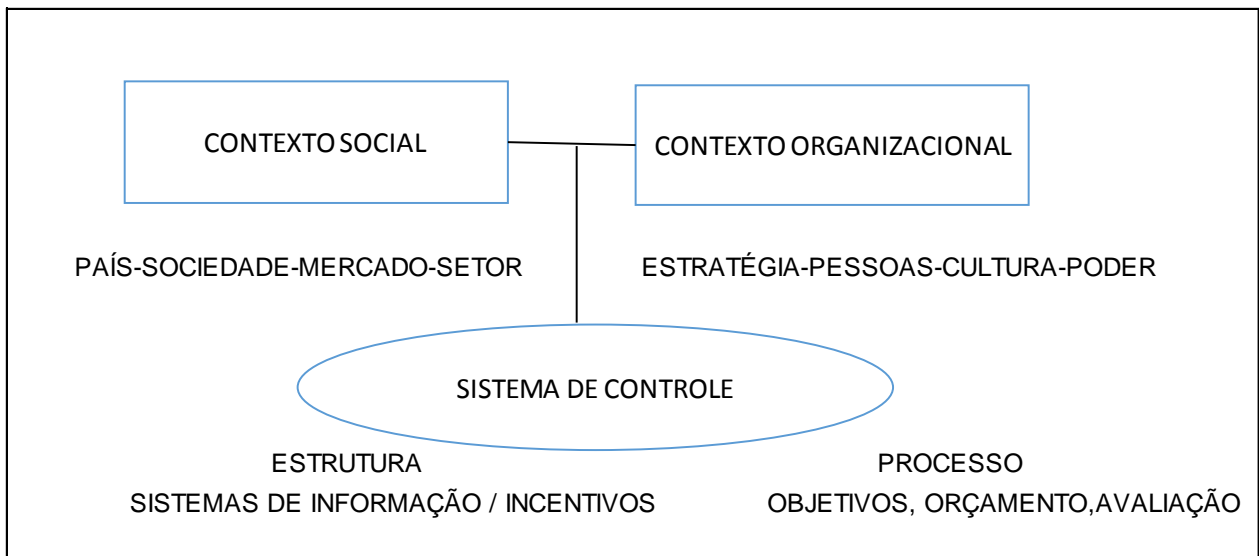 CONTEXTO SOCIAL
CONTEXTO ORGANIZACIONAL
PAÍS-SOCIEDADE-MERCADO-SETOR
ESTRATÉGIA-PESSOAS-CULTURA-PODER
SISTEMA DE CONTROLE
ESTRUTURA
PROCESSO
SISTEMAS DE INFORMAÇÃO / INCENTIVOS
OBJETIVOS, ORÇAMENTO,AVALIAÇÃO